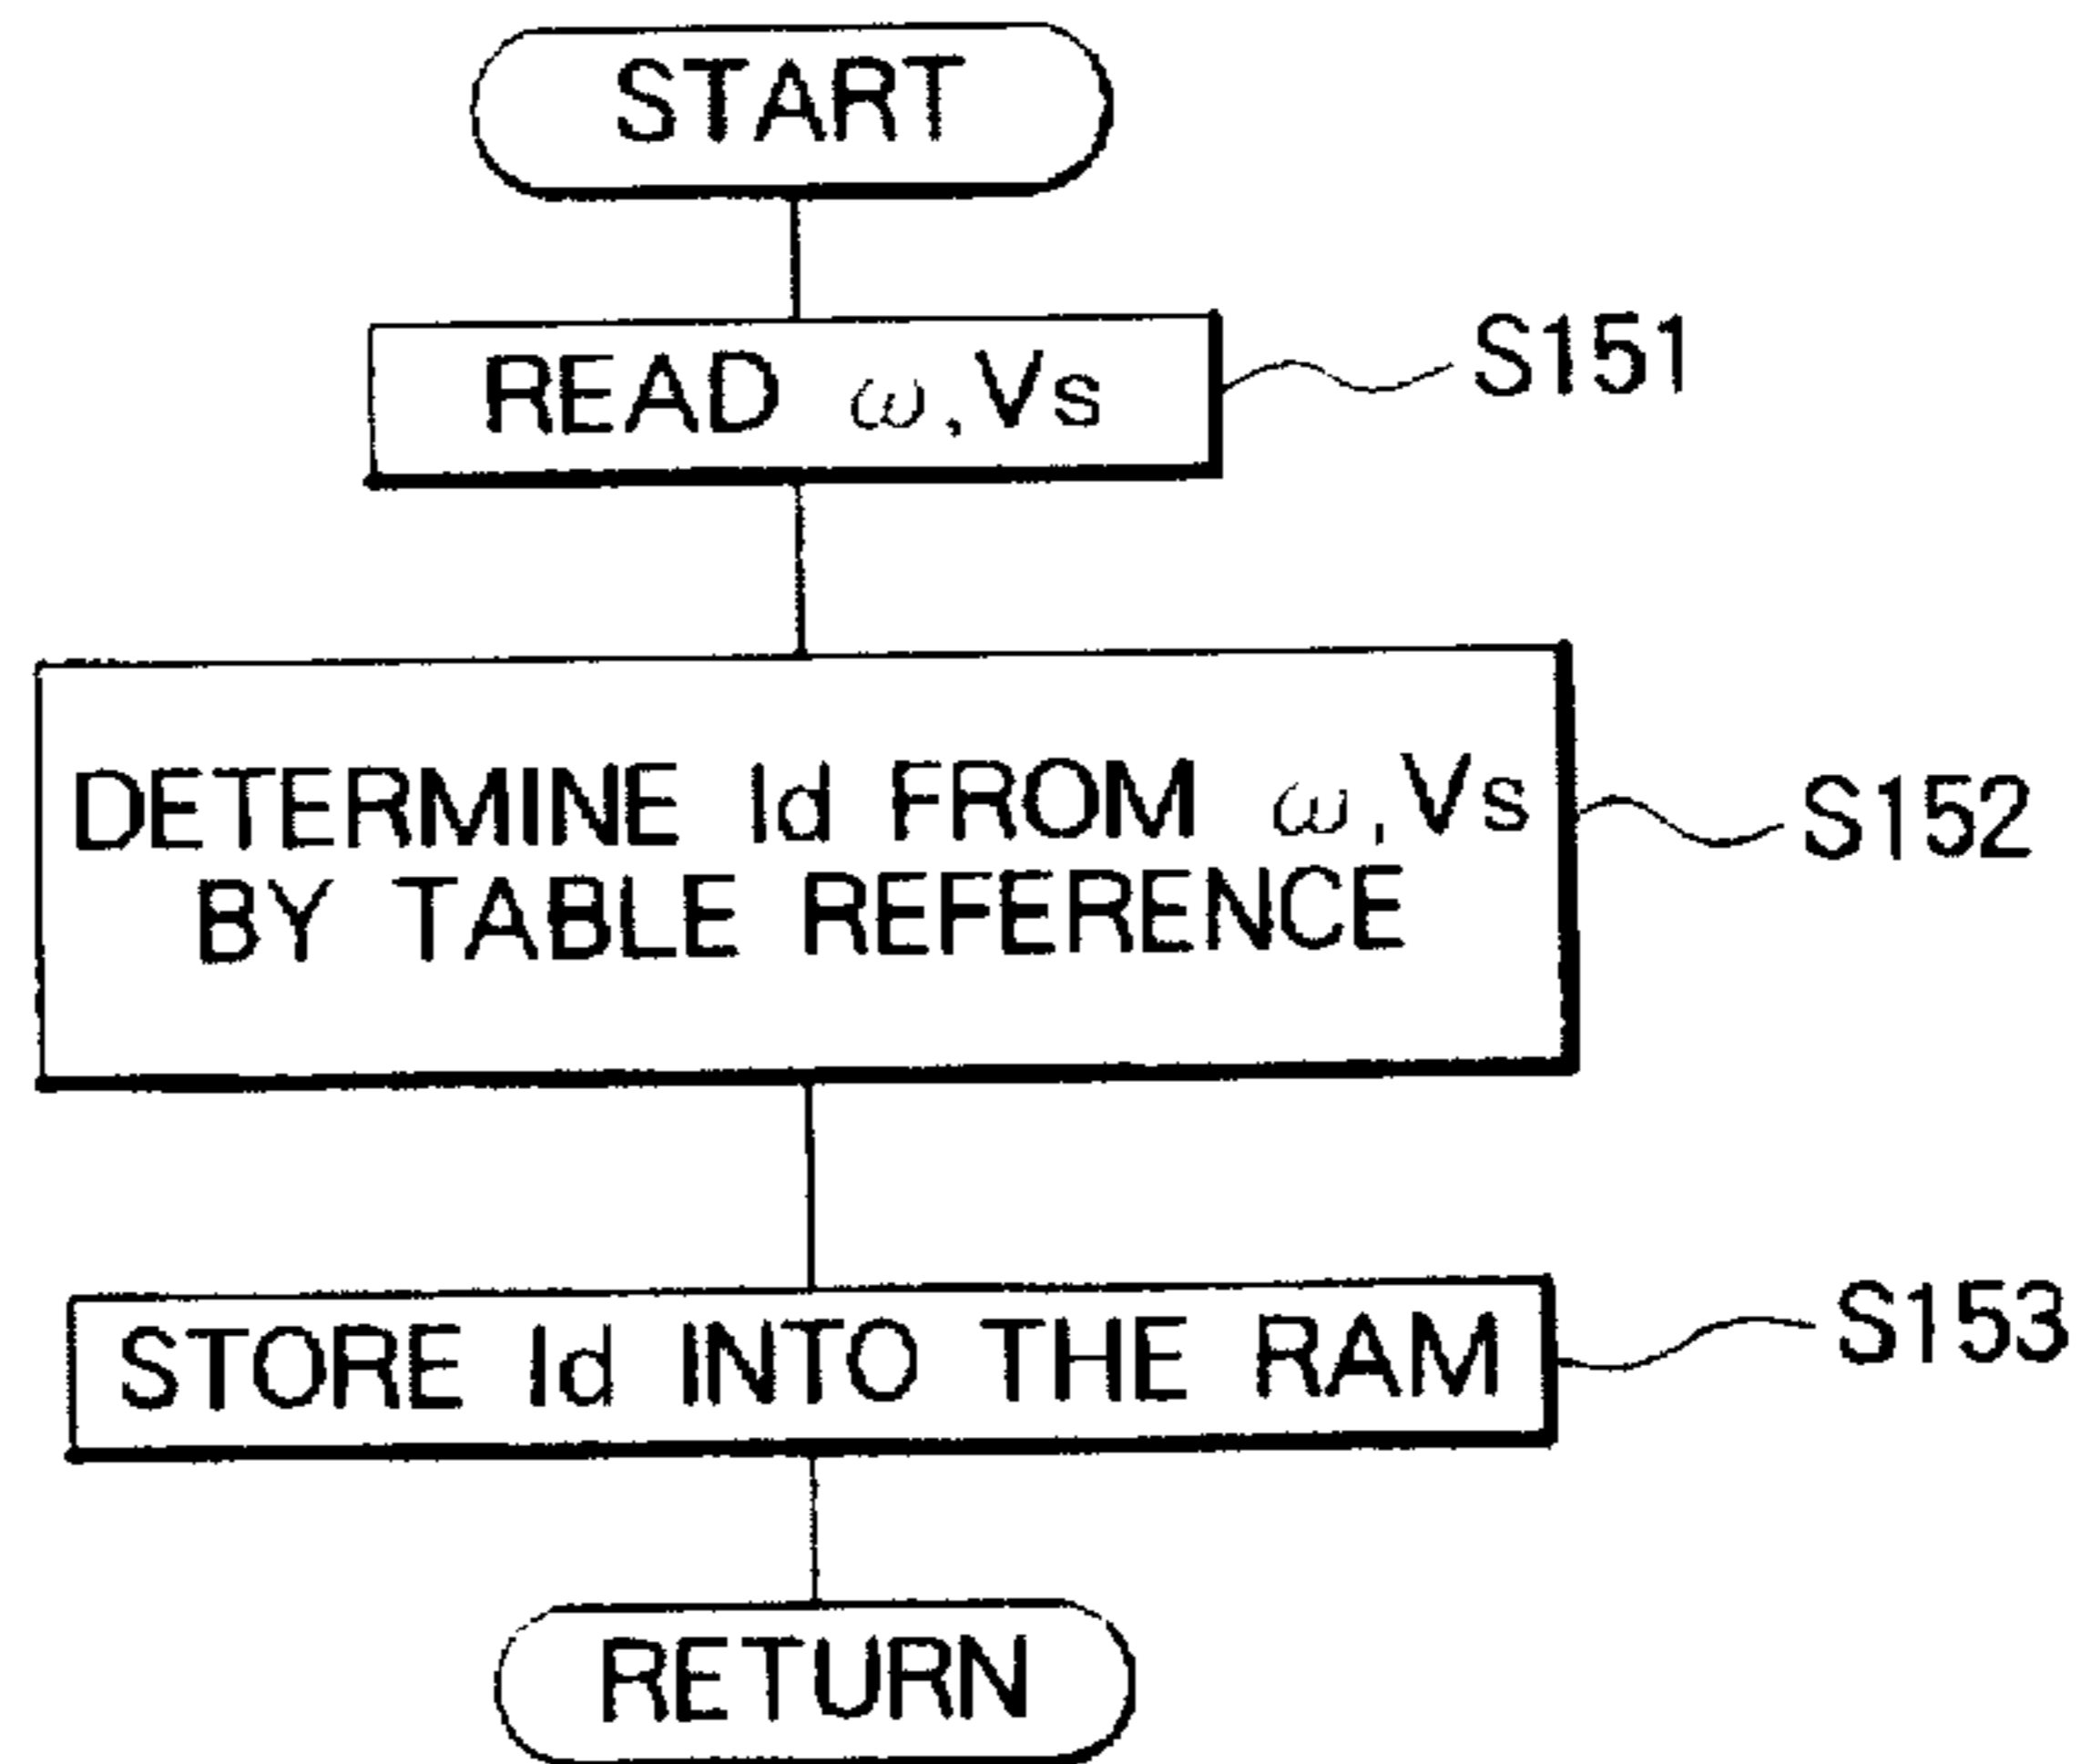 START
READ ω,Vs
S151
DETERMINE Id FROM ω,Vs
BY TABLE REFERENCE
S152
STORE Id INTO THE RAM
S153
RETURN